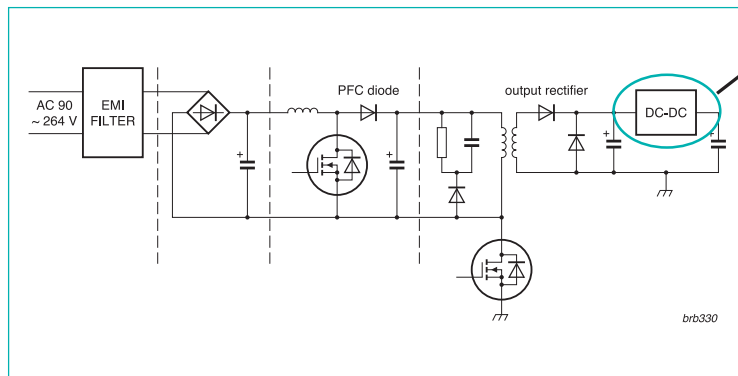 AC 90
~ 264 V
EMI
FILTER
PFC diode
output rectifier
DC-DC
+
+
+
+
brb330